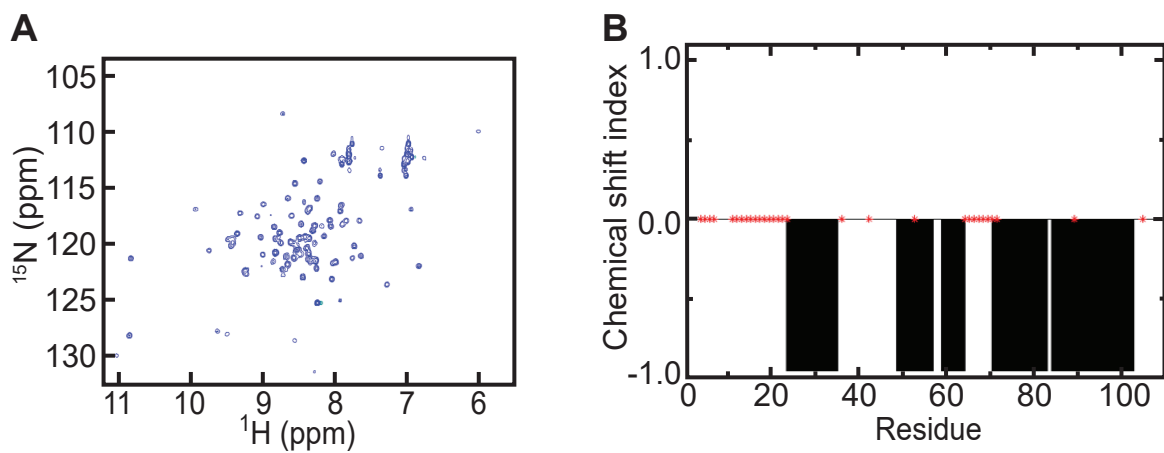 A
105
110
115
120
125
130
15N (ppm)
11 10 9 8 7 6
1H (ppm)
B
1.0
0.0
-1.0
Chemical shift index
0 20 40 60 80 100
Residue